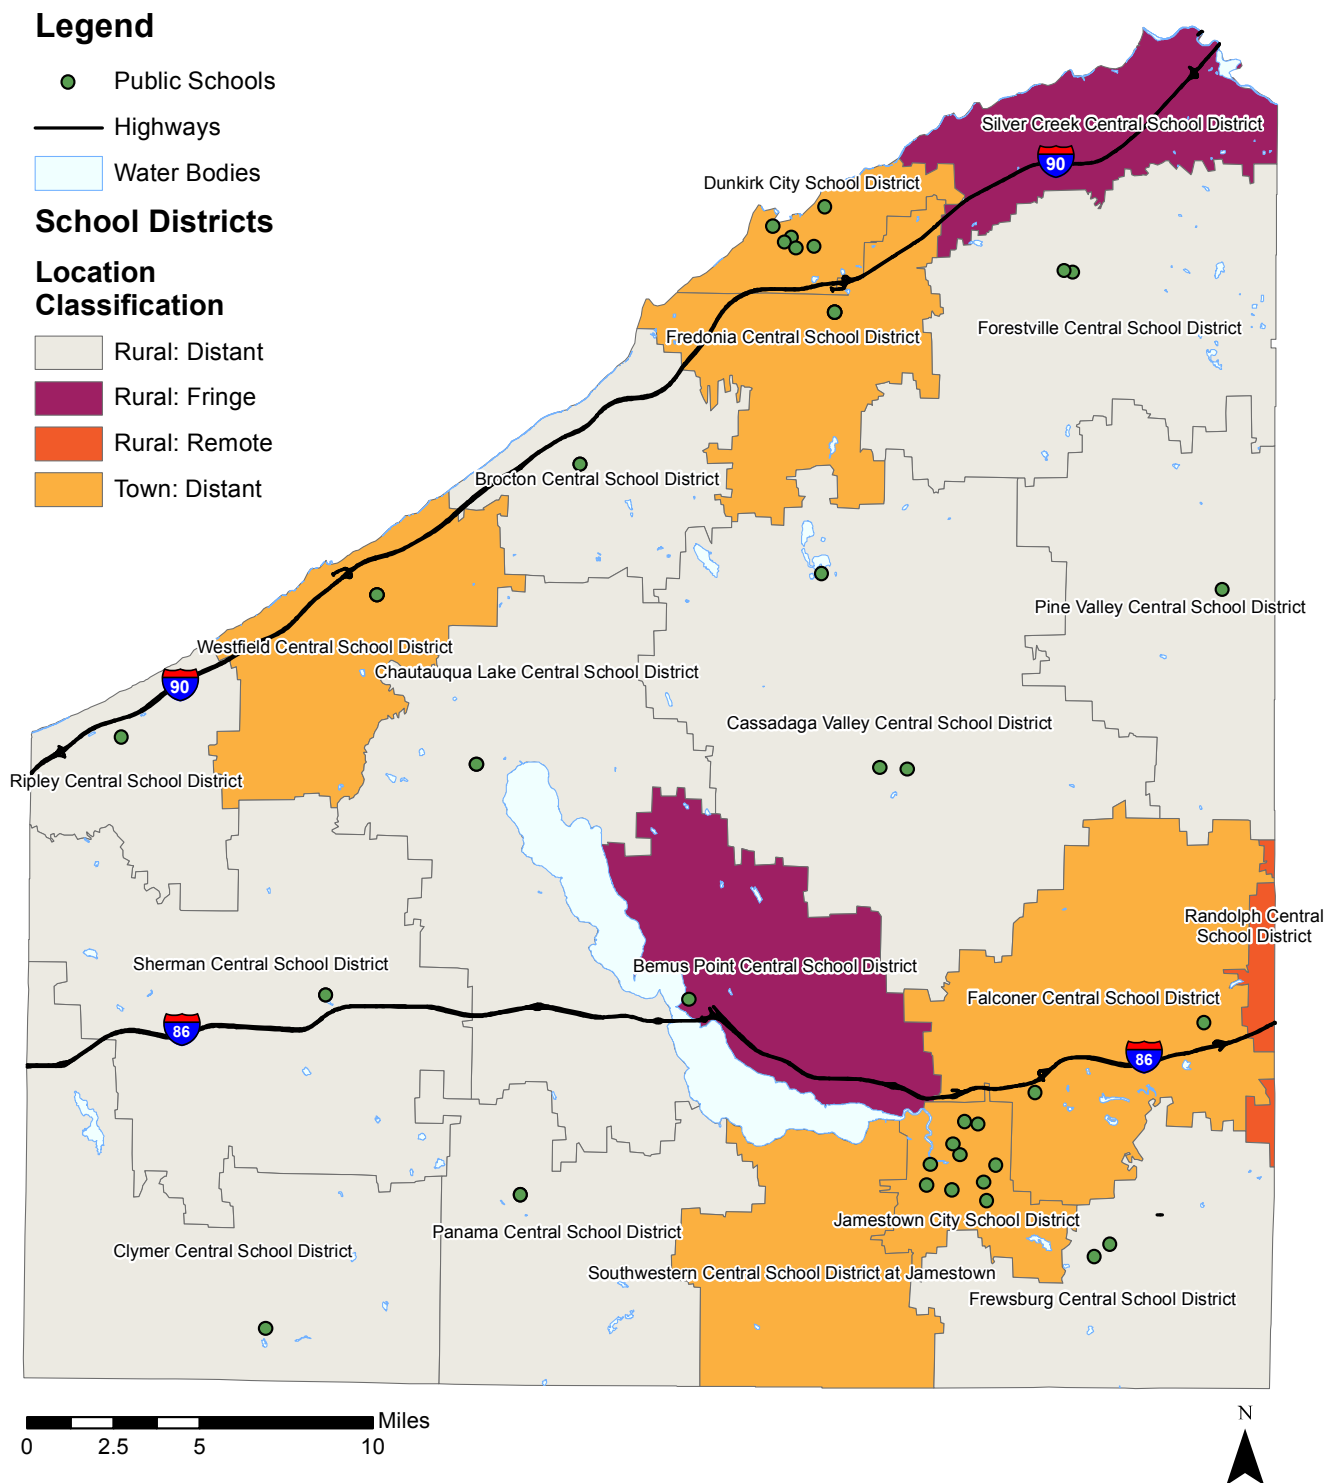 Legend
Public Schools
Highways
Water Bodies
School Districts
Location
Classification
Rural: Distant
Rural: Fringe
Rural: Remote
Town: Distant
Silver Creek Central School District
90
Dunkirk City School District
Forestville Central School District
Fredonia Central School District
Brocton Central School District
Pine Valley Central School District
Westfield Central School District
Chautauqua Lake Central School District
90
Cassadaga Valley Central School District
Ripley Central School District
Randolph Central
School District
Sherman Central School District
Bemus Point Central School District
Falconer Central School District
86
86
Jamestown City School District
Panama Central School District
Clymer Central School District
Southwestern Central School District at Jamestown
Frewsburg Central School District
Miles
0 2.5 5 10
N